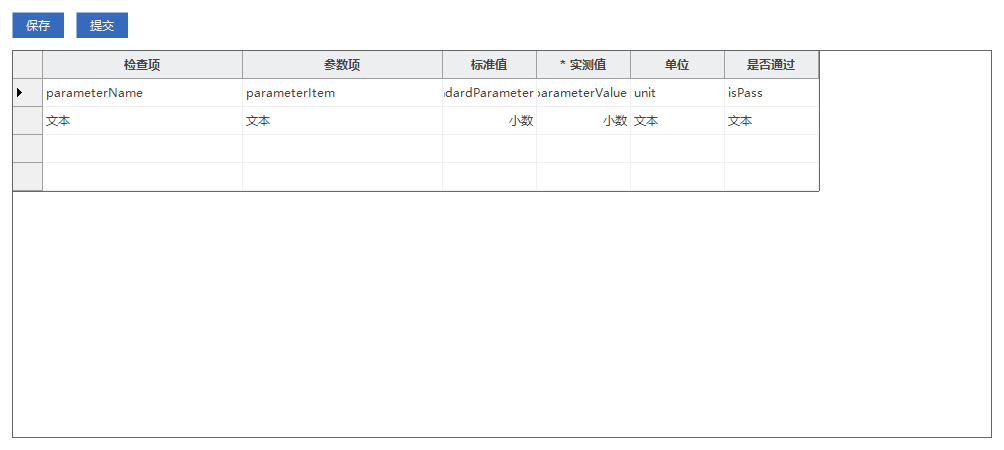 保存 提交
检查项 参数项 标准值 * 实测值 单位 是否通过
parameterName parameterItem dardParameter parameterValue unit isPass
文本 文本 小数 小数 文本 文本